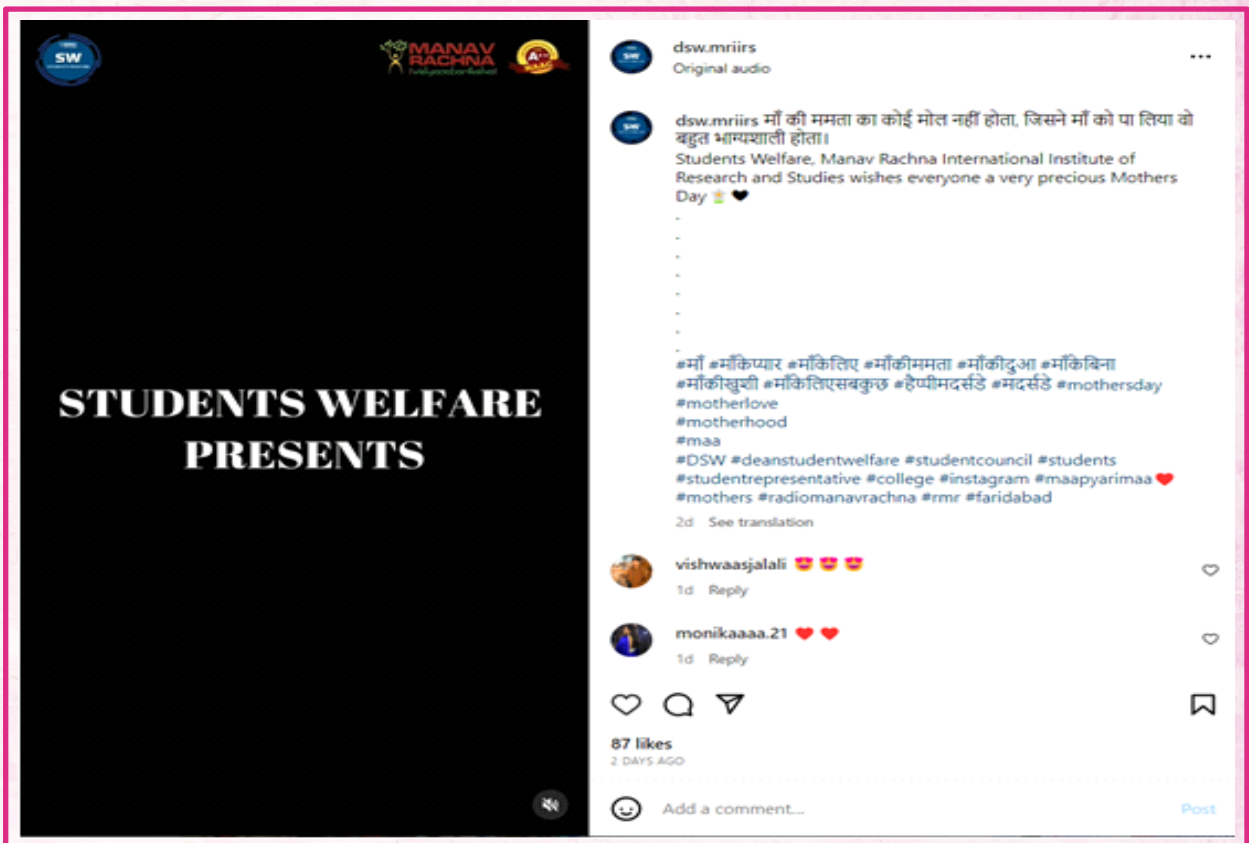 SW
MANAV
RACHNA
dsw.mriirs
Original audio
dsw.mriirs माँ की ममता का कोई मोल नहीं होता, जिसने माँ को पा लिया वो
बहुत भाग्यशाली होता।
Students Welfare, Manav Rachna International Institute of
Research and Studies wishes everyone a very precious Mothers
Day
.
.
.
.
.
.
.
.
#माँ #माँकेप्यार #माँकेलिए #माँकीममता #माँकीदुआ #माँकेबिना
#माँकीखुशी #माँकेलिएसबकुछ #हैप्पीमदर्सडे #मदर्सडे #mothersday
#motherlove
#motherhood
#maa
#DSW #deanstudentwelfare #studentcouncil #students
#studentrepresentative #college #instagram #maapyarimaa❤️
#mothers #radiomanavrachna #rmr #faridabad
2d See translation
vishwaasjalali 😍 😍 😍
1d Reply
monikaaaa.21 ❤️ ❤️
1d Reply
87 likes
2 DAYS AGO
Add a comment...
Post
STUDENTS WELFARE
PRESENTS